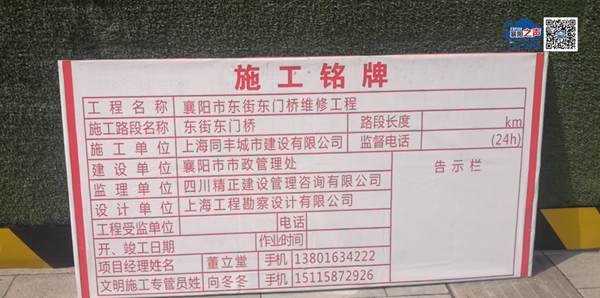 襄阳之声
施工铭牌
工程名称 襄阳市东街东门桥维修工程
施工路段名称 东街东门桥 路段长度 km
施工单位 上海同丰城市建设有限公司 监督电话 (24h)
建设单位 襄阳市市政管理处 告示栏
监理单位 四川精正建设管理咨询有限公司
设计单位 上海工程勘察设计有限公司
工程受监单位 电话
开、竣工日期 作业时间
项目经理姓名 董立堂 手机 13801634222
文明施工专管员姓 向冬冬 手机 15115872926